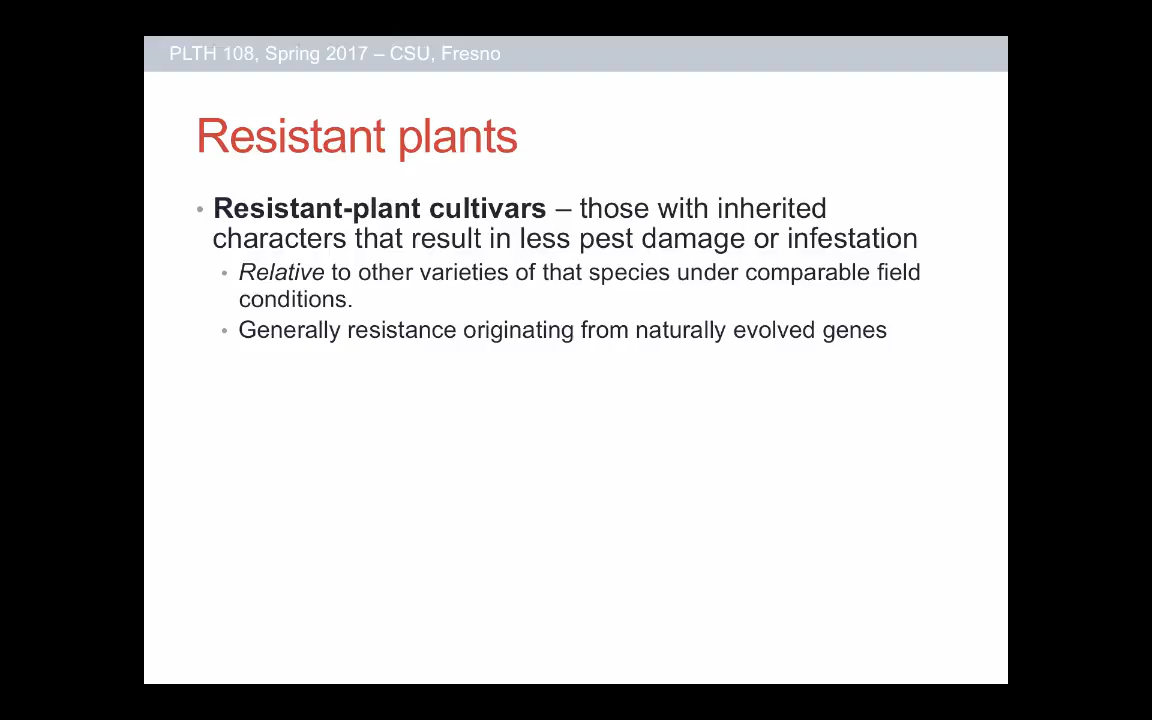 PLTH 108, Spring 2017 – CSU, Fresno
Resistant plants
• Resistant-plant cultivars – those with inherited
characters that result in less pest damage or infestation
• Relative to other varieties of that species under comparable field
conditions.
• Generally resistance originating from naturally evolved genes